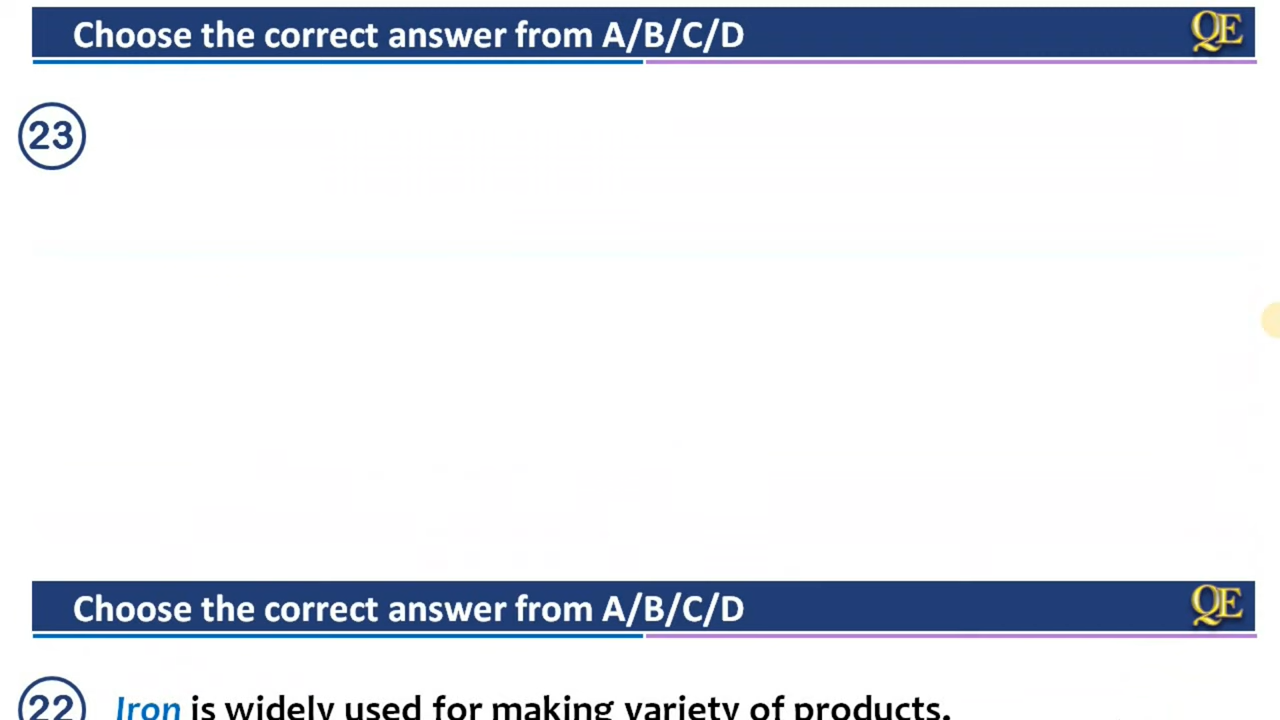 Choose the correct answer from A/B/C/D
QE
23
Choose the correct answer from A/B/C/D
QE
22 Iron is widely used for making variety of products.